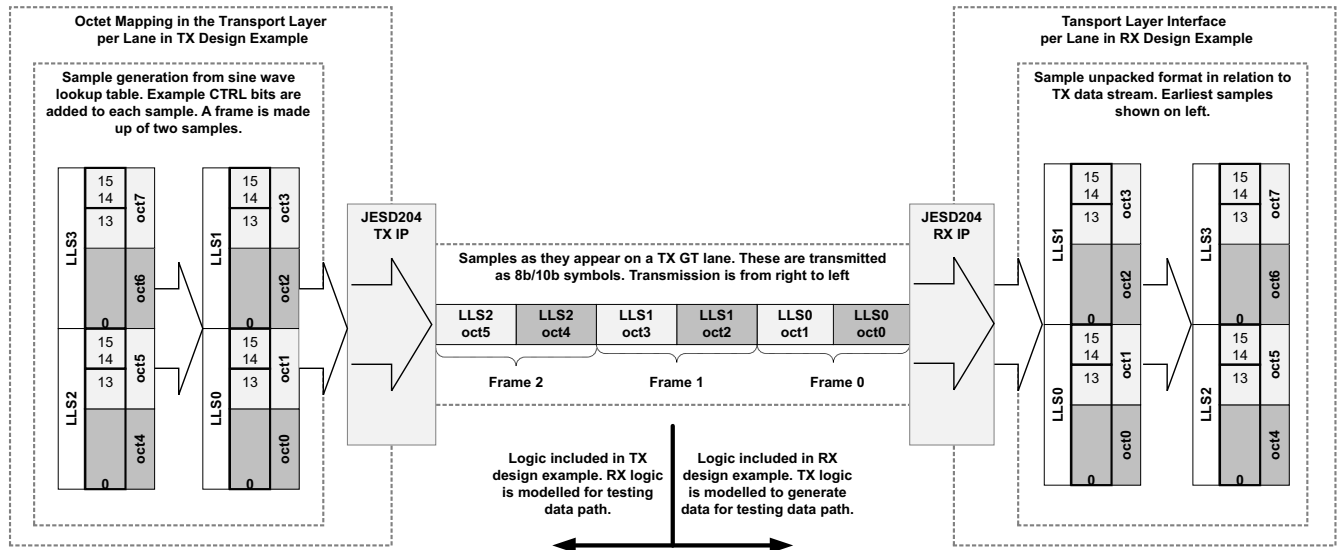 Octet Mapping in the Transport Layer
per Lane in TX Design Example
Sample generation from sine wave
lookup table. Example CTRL bits are
added to each sample. A frame is made
up of two samples.
LLS3
15
14
13
0
oct7
oct6
LLS2
15
14
13
0
oct5
oct4
LLS1
15
14
13
0
oct3
oct2
LLS0
15
14
13
0
oct1
oct0
JESD204
TX IP
Samples as they appear on a TX GT lane. These are transmitted
as 8b/10b symbols. Transmission is from right to left
LLS2 LLS2 LLS1 LLS1 LLS0 LLS0
oct5 oct4 oct3 oct2 oct1 oct0
Frame 2 Frame 1 Frame 0
Logic included in TX
design example. RX logic
is modelled for testing
data path.
Logic included in RX
design example. TX logic
is modelled to generate
data for testing data path.
JESD204
RX IP
Tansport Layer Interface
per Lane in RX Design Example
Sample unpacked format in relation to
TX data stream. Earliest samples
shown on left.
LLS1
15
14
13
0
oct3
oct2
LLS0
15
14
13
0
oct1
oct0
LLS3
15
14
13
0
oct7
oct6
LLS2
15
14
13
0
oct5
oct4